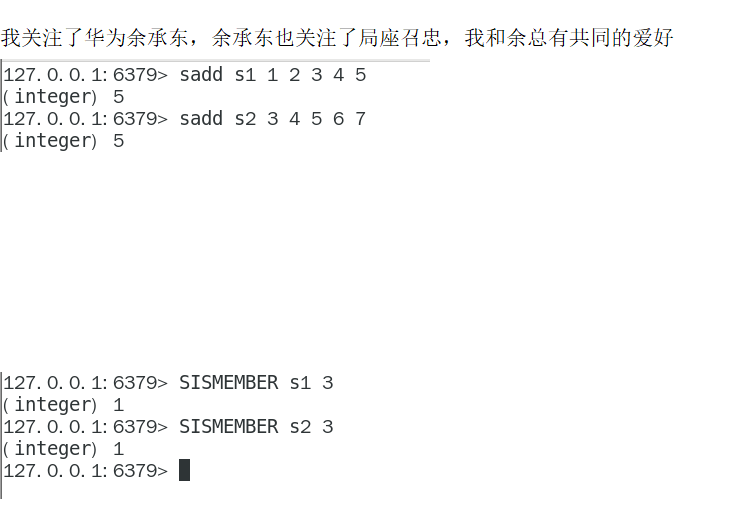 我关注了华为余承东，余承东也关注了局座召忠，我和余总有共同的爱好
127.0.0.1:6379> sadd s1 1 2 3 4 5
(integer) 5
127.0.0.1:6379> sadd s2 3 4 5 6 7
(integer) 5
127.0.0.1:6379> SISMEMBER s1 3
(integer) 1
127.0.0.1:6379> SISMEMBER s2 3
(integer) 1
127.0.0.1:6379>